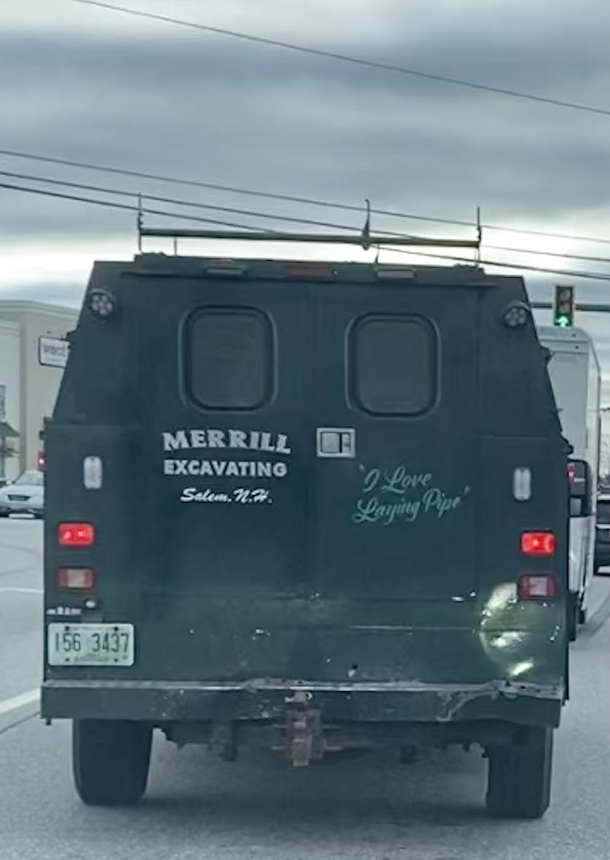 MERRILL
EXCAVATING
Salem, N.H.
"I Love
Laying Pipe"
156 3437